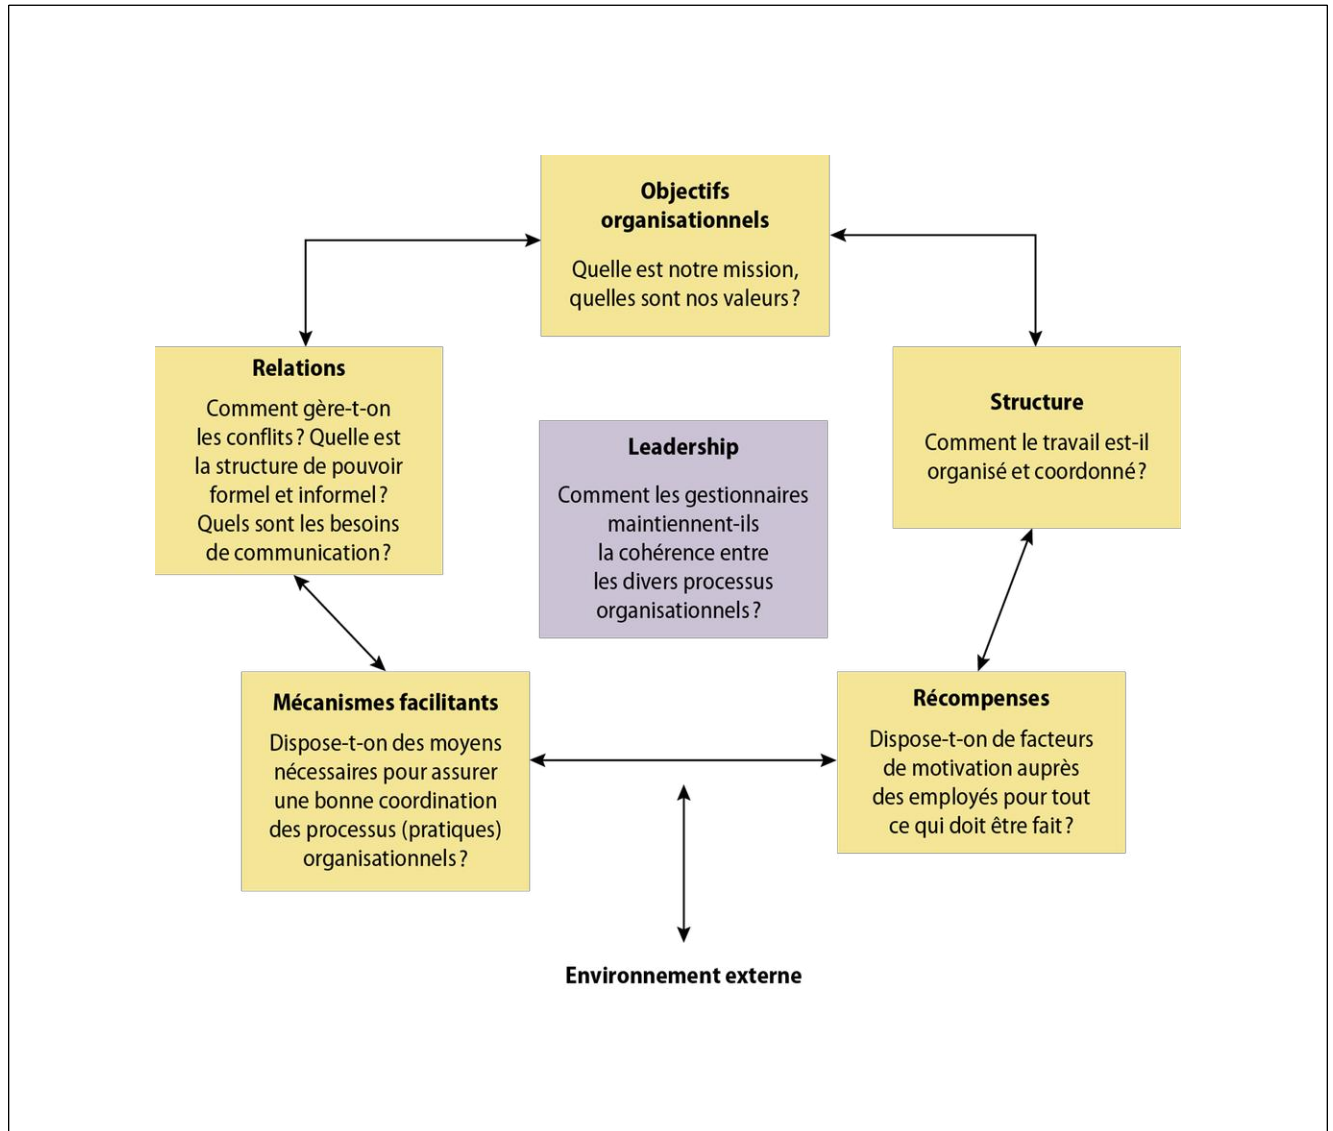 Objectifs
organisationnels
Quelle est notre mission,
quelles sont nos valeurs ?
Relations
Comment gère-t-on
les conflits ? Quelle est
la structure de pouvoir
formel et informel ?
Quels sont les besoins
de communication ?
Leadership
Comment les gestionnaires
maintiennent-ils
la cohérence entre
les divers processus
organisationnels ?
Structure
Comment le travail est-il
organisé et coordonné ?
Mécanismes facilitants
Dispose-t-on des moyens
nécessaires pour assurer
une bonne coordination
des processus (pratiques)
organisationnels ?
Récompenses
Dispose-t-on de facteurs
de motivation auprès
des employés pour tout
ce qui doit être fait ?
Environnement externe